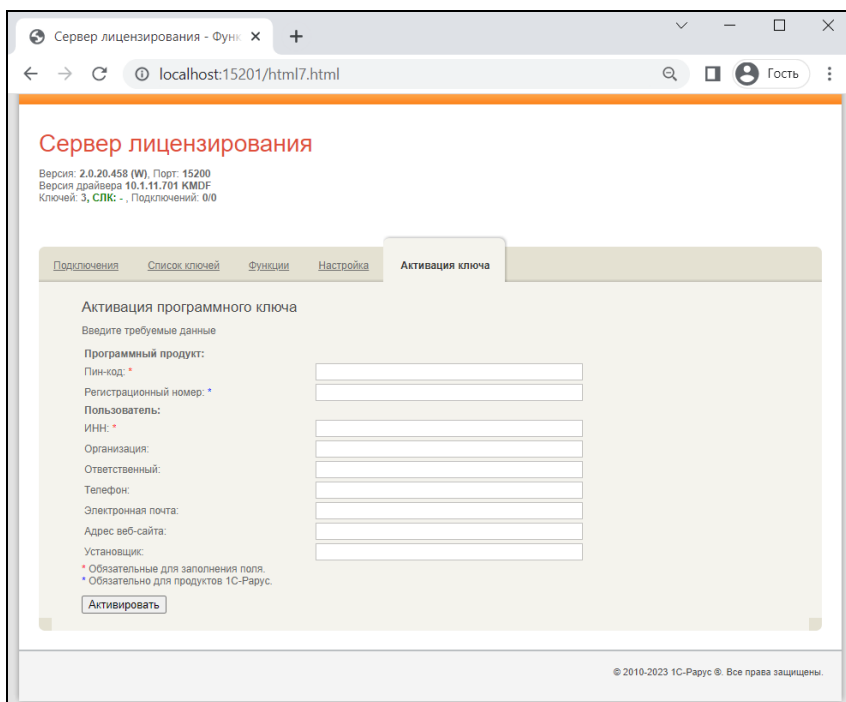 Сервер лицензирования - Функ
localhost:15201/html7.html
Гость
Сервер лицензирования
Версия: 2.0.20.458 (W), Порт: 15200
Версия драйвера 10.1.11.701 KMDF
Ключей: 3, СЛК: - , Подключений: 0/0
Подключения Список ключей Функции Настройка Активация ключа
Активация программного ключа
Введите требуемые данные
Программный продукт:
Пин-код: *
Регистрационный номер: *
Пользователь:
ИНН: *
Организация:
Ответственный:
Телефон:
Электронная почта:
Адрес веб-сайта:
Установщик:
* Обязательные для заполнения поля.
* Обязательно для продуктов 1С-Рарус.
Активировать
© 2010-2023 1С-Рарус ®. Все права защищены.